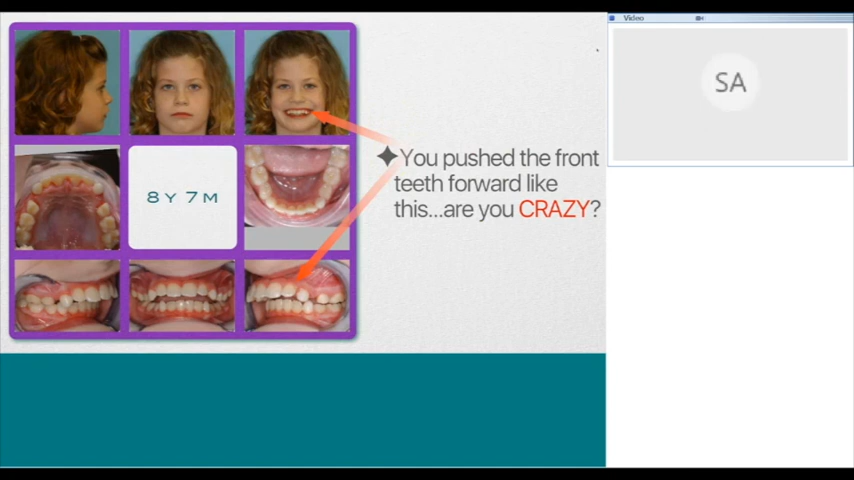 Video
SA
8 Y 7 M
You pushed the front
teeth forward like
this...are you CRAZY?